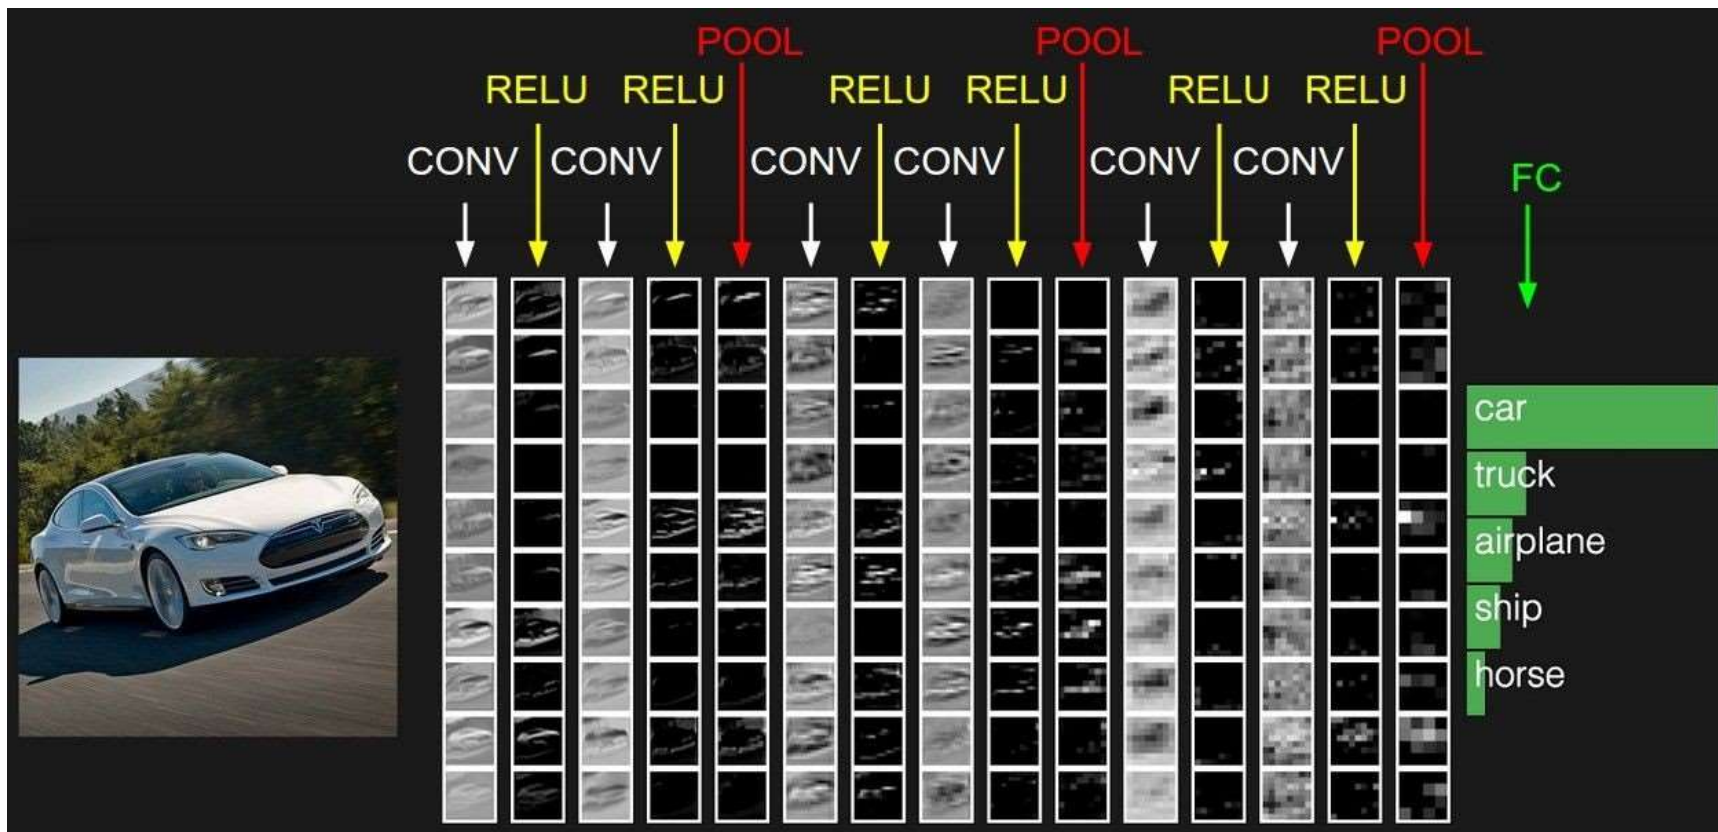 POOL POOL POOL
RELU RELU RELU RELU RELU RELU
CONV CONV CONV CONV CONV CONV
FC
car
truck
airplane
ship
horse